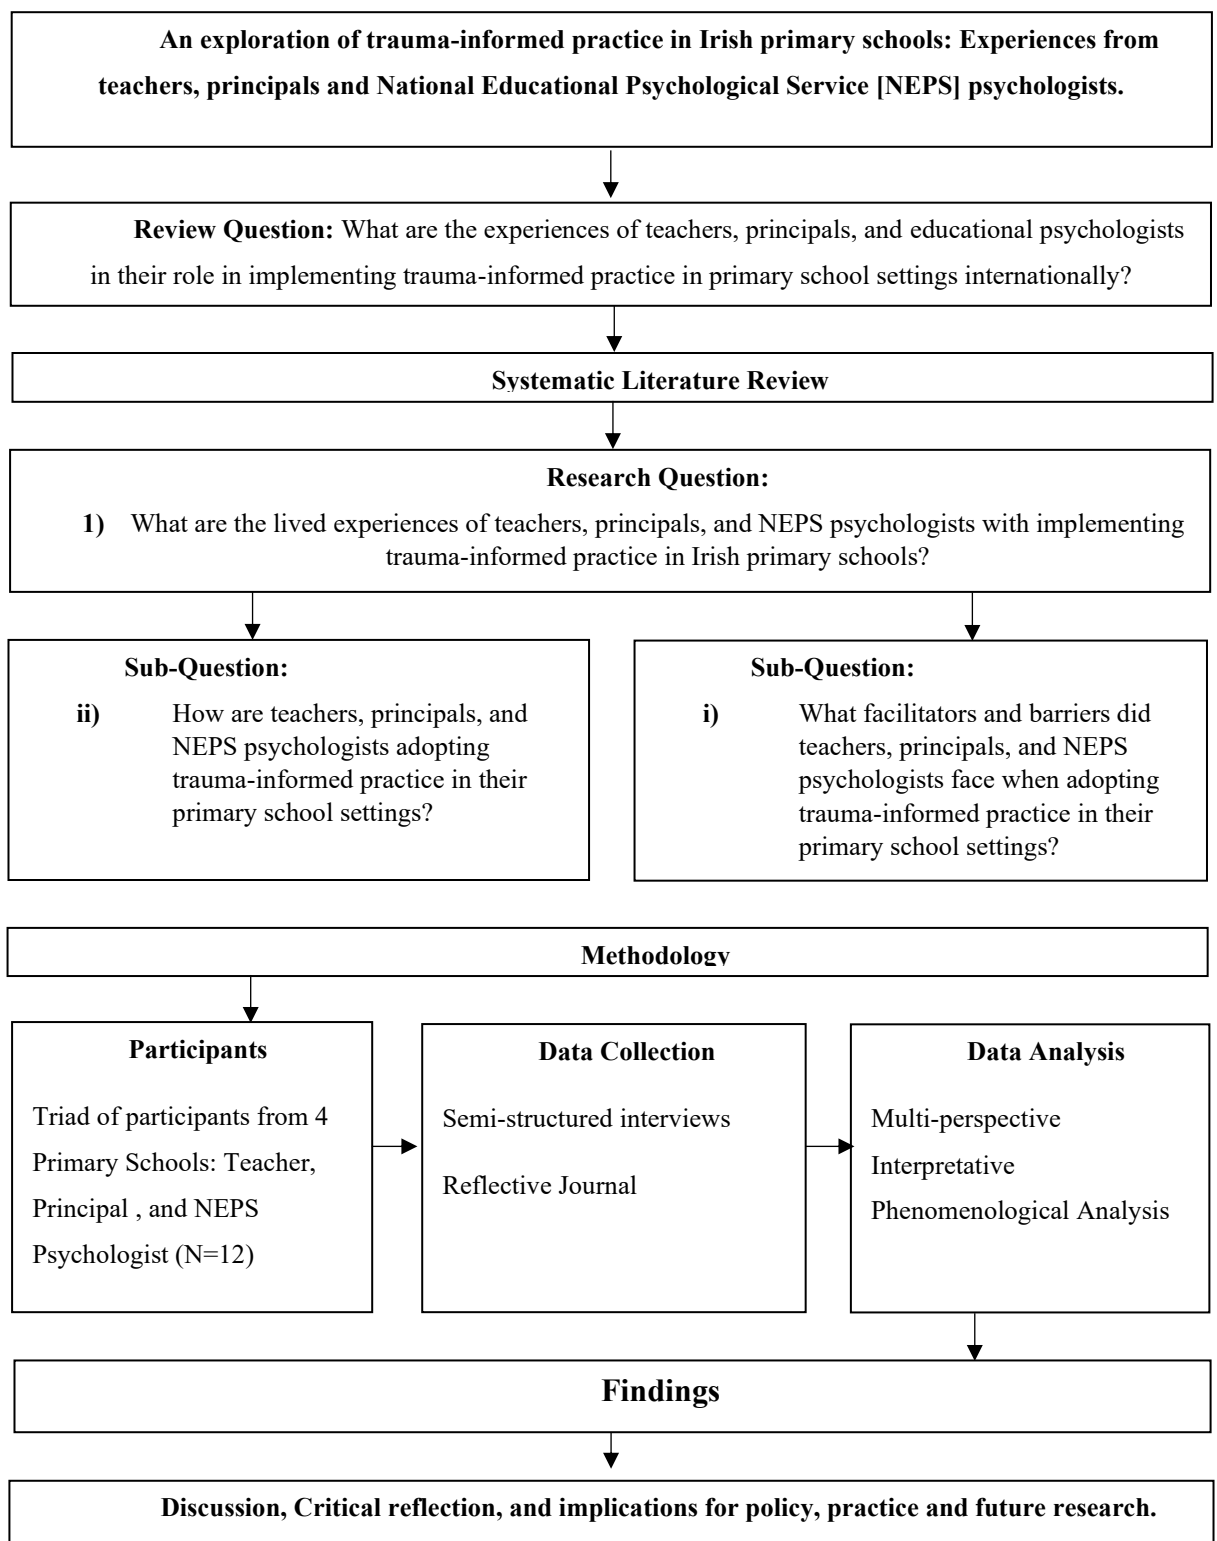 An exploration of trauma-informed practice in Irish primary schools: Experiences from
teachers, principals and National Educational Psychological Service [NEPS] psychologists.
Review Question: What are the experiences of teachers, principals, and educational psychologists
in their role in implementing trauma-informed practice in primary school settings internationally?
Systematic Literature Review
Research Question:
1) What are the lived experiences of teachers, principals, and NEPS psychologists with implementing
trauma-informed practice in Irish primary schools?
Sub-Question:
ii) How are teachers, principals, and
NEPS psychologists adopting
trauma-informed practice in their
primary school settings?
Sub-Question:
i) What facilitators and barriers did
teachers, principals, and NEPS
psychologists face when adopting
trauma-informed practice in their
primary school settings?
Methodology
Participants
Triad of participants from 4
Primary Schools: Teacher,
Principal , and NEPS
Psychologist (N=12)
Data Collection
Semi-structured interviews
Reflective Journal
Data Analysis
Multi-perspective
Interpretative
Phenomenological Analysis
Findings
Discussion, Critical reflection, and implications for policy, practice and future research.